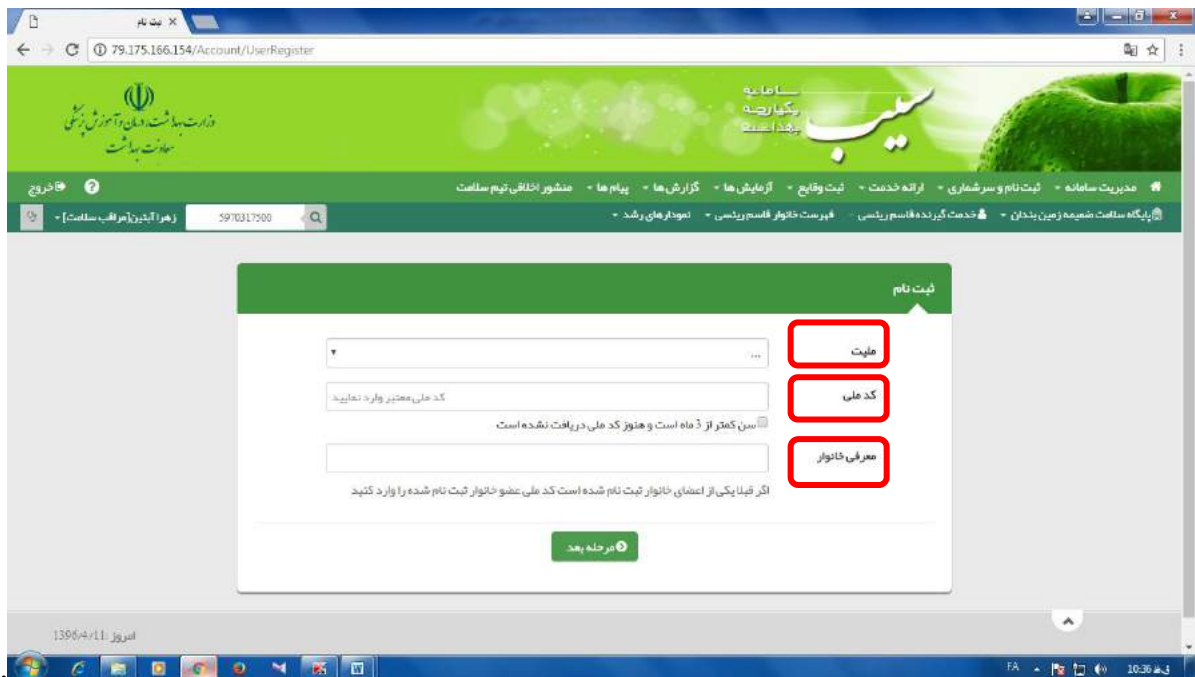 ثبت نام
79.175.166.154/Account/UserRegister
وزارت بهداشت، درمان و آموزش پزشکی
معاونت بهداشت
سامانه
یکپارچه
بهداشت
سیب
مدیریت سامانه ثبت نام و سرشماری ارائه خدمت ثبت وقایع آزمایش ها گزارش ها پیام ها منشور اخلاقی تیم سلامت
خروج
پایگاه سلامت ضمیمه زمین بندان خدمت گیرنده قاسم رییسی فهرست خانوار قاسم رییسی نمودارهای رشد
5970317500
زهرا آبتین[مراقب سلامت]
ثبت نام
ملیت
...
کد ملی
کد ملی معتبر وارد نمایید
سن کمتر از 3 ماه است و هنوز کد ملی دریافت نشده است
معرفی خانوار
اگر قبلا یکی از اعضای خانوار ثبت نام شده است کد ملی عضو خانوار ثبت نام شده را وارد کنید
مرحله بعد
امروز :1396/4/11
FA
10:36 ق.ظ